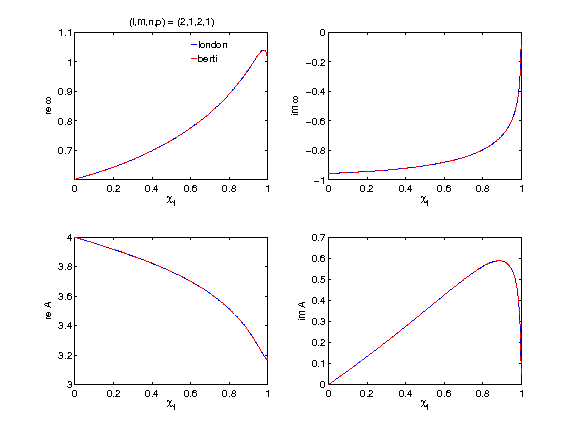 (l,m,n,p) = (2,1,2,1)
1.1
1
0.9
0.8
0.7
re ω
0 0.2 0.4 0.6 0.8 1
χf
london
berti
0
−0.2
−0.4
−0.6
−0.8
−1
im ω
0 0.2 0.4 0.6 0.8 1
χf
4
3.8
3.6
3.4
3.2
3
re A
0 0.2 0.4 0.6 0.8 1
χf
0.7
0.6
0.5
0.4
0.3
0.2
0.1
0
im A
0 0.2 0.4 0.6 0.8 1
χf